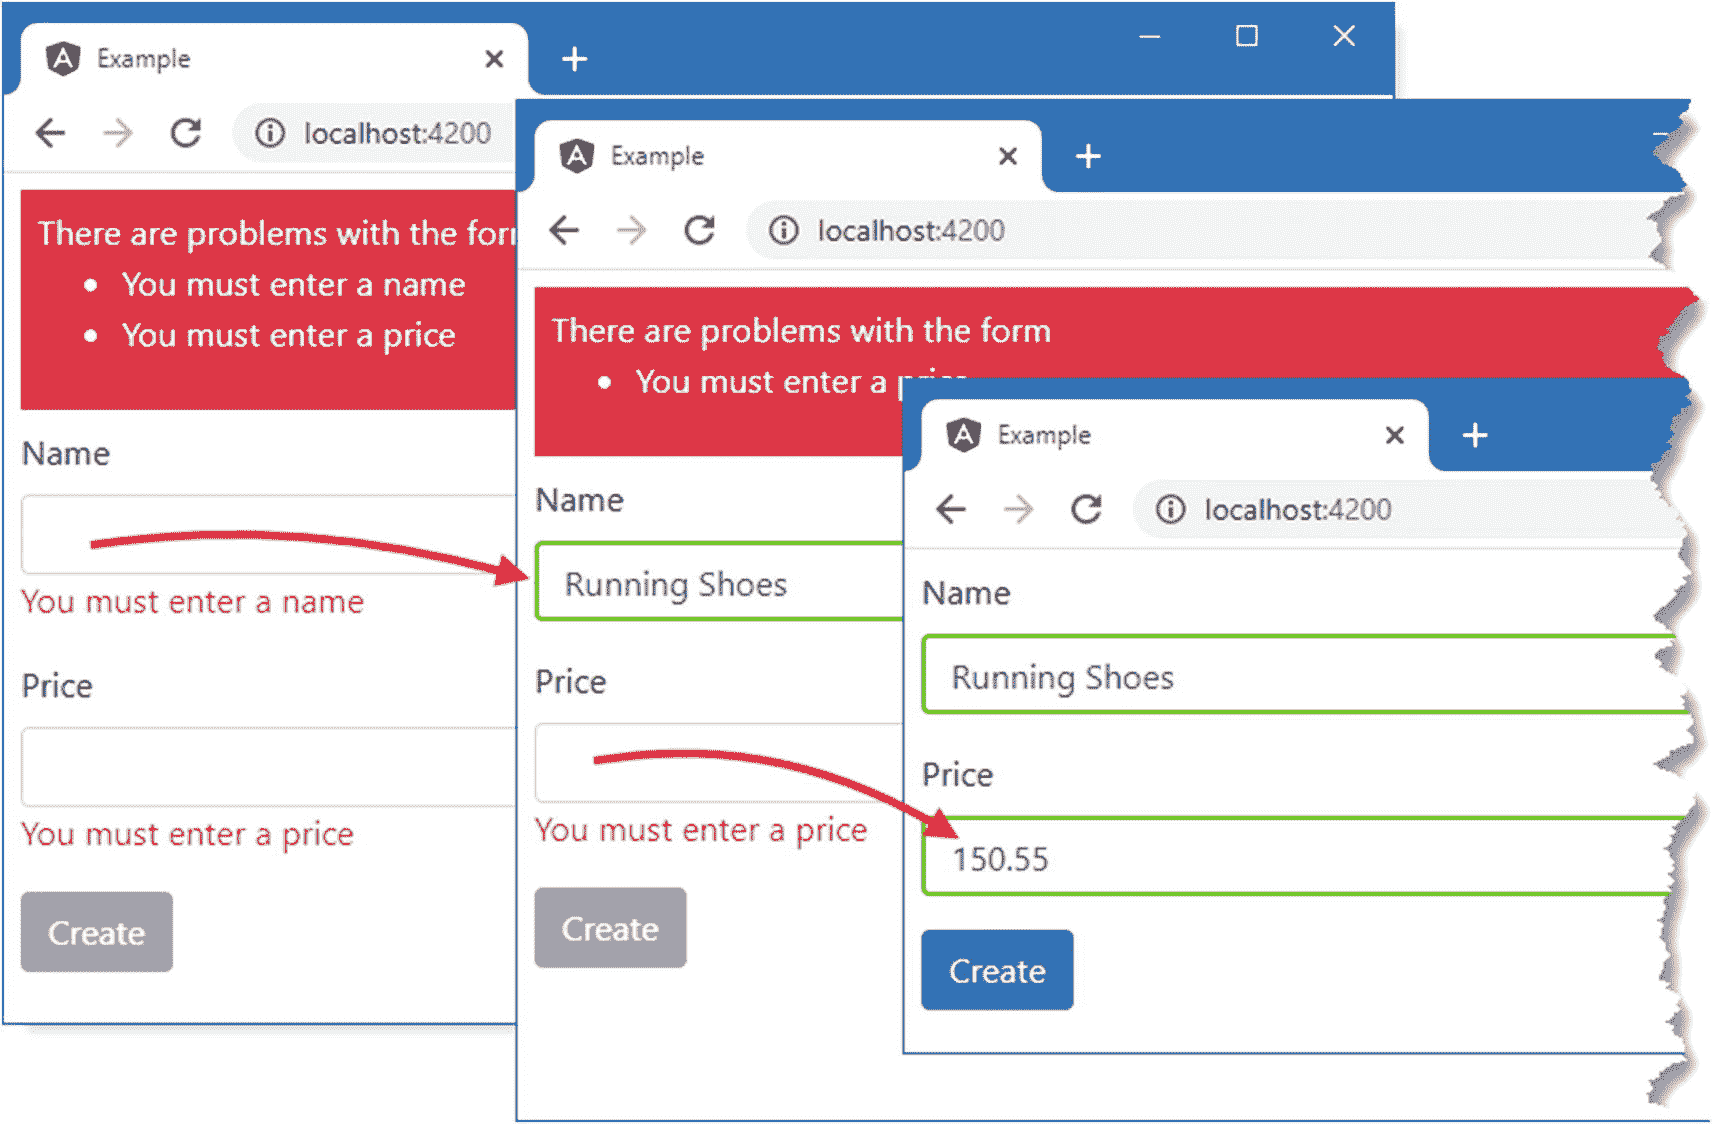 Example
localhost:4200
There are problems with the for
You must enter a name
You must enter a price
Name
You must enter a name
Price
You must enter a price
Create
Example
localhost:4200
There are problems with the form
You must enter a price
Name
Running Shoes
Price
You must enter a price
Create
Example
localhost:4200
Name
Running Shoes
Price
150.55
Create